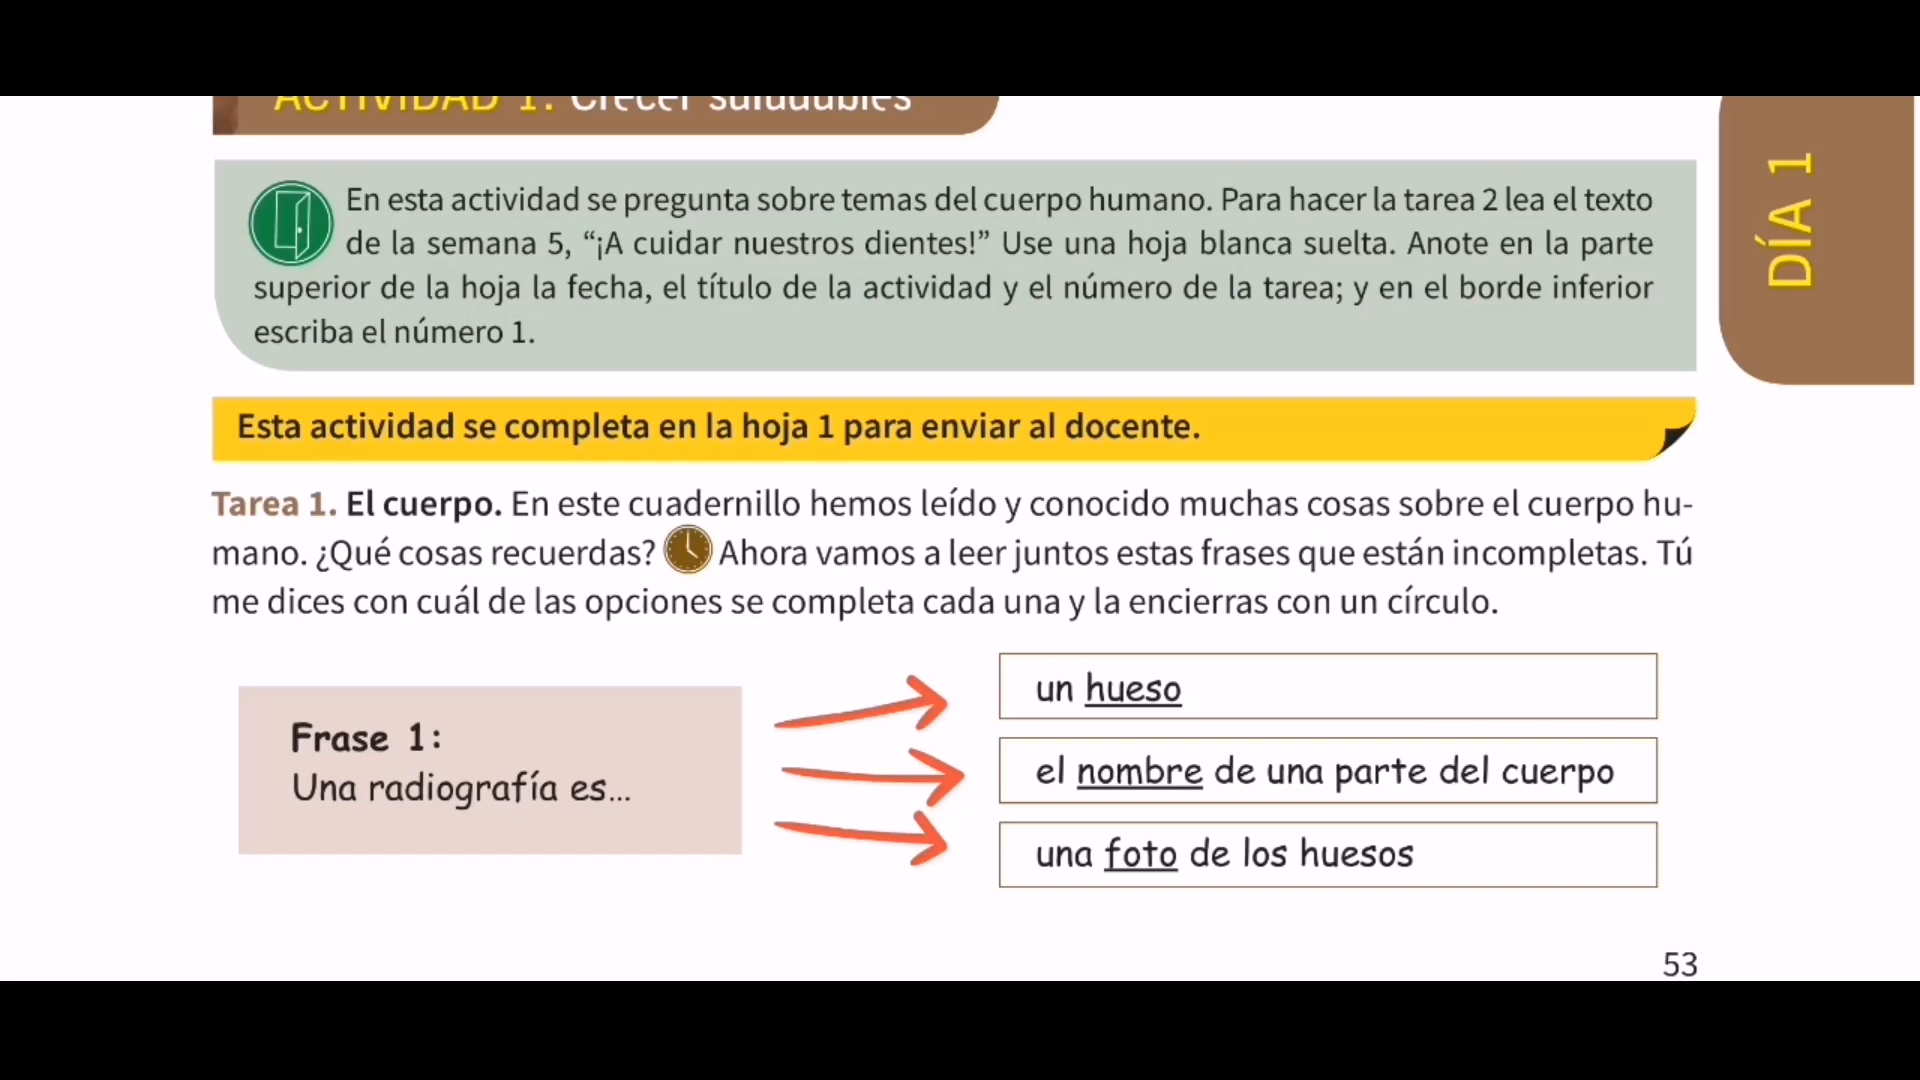 ACTIVIDAD 1. Crecer saludables
DÍA 1
En esta actividad se pregunta sobre temas del cuerpo humano. Para hacer la tarea 2 lea el texto
de la semana 5, “¡A cuidar nuestros dientes!” Use una hoja blanca suelta. Anote en la parte
superior de la hoja la fecha, el título de la actividad y el número de la tarea; y en el borde inferior
escriba el número 1.
Esta actividad se completa en la hoja 1 para enviar al docente.
Tarea 1. El cuerpo. En este cuadernillo hemos leído y conocido muchas cosas sobre el cuerpo hu-
mano. ¿Qué cosas recuerdas? Ahora vamos a leer juntos estas frases que están incompletas. Tú
me dices con cuál de las opciones se completa cada una y la encierras con un círculo.
Frase 1:
Una radiografía es...
un hueso
el nombre de una parte del cuerpo
una foto de los huesos
53